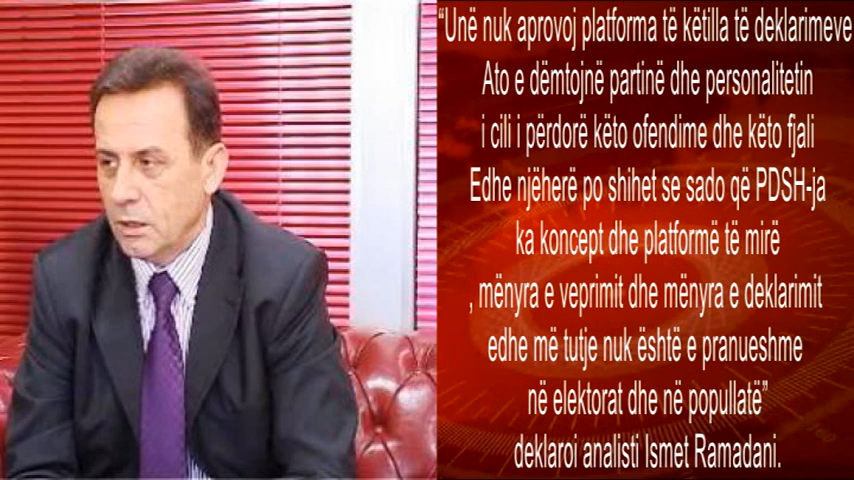 “Unë nuk aprovoj platforma të këtilla të deklarimeve
Ato e dëmtojnë partinë dhe personalitetin
i cili i përdorë këto ofendime dhe këto fjali
Edhe njëherë po shihet se sado që PDSH-ja
ka koncept dhe platformë të mirë
, mënyra e veprimit dhe mënyra e deklarimit
edhe më tutje nuk është e pranueshme
në elektorat dhe në popullatë”
deklaroi analisti Ismet Ramadani.